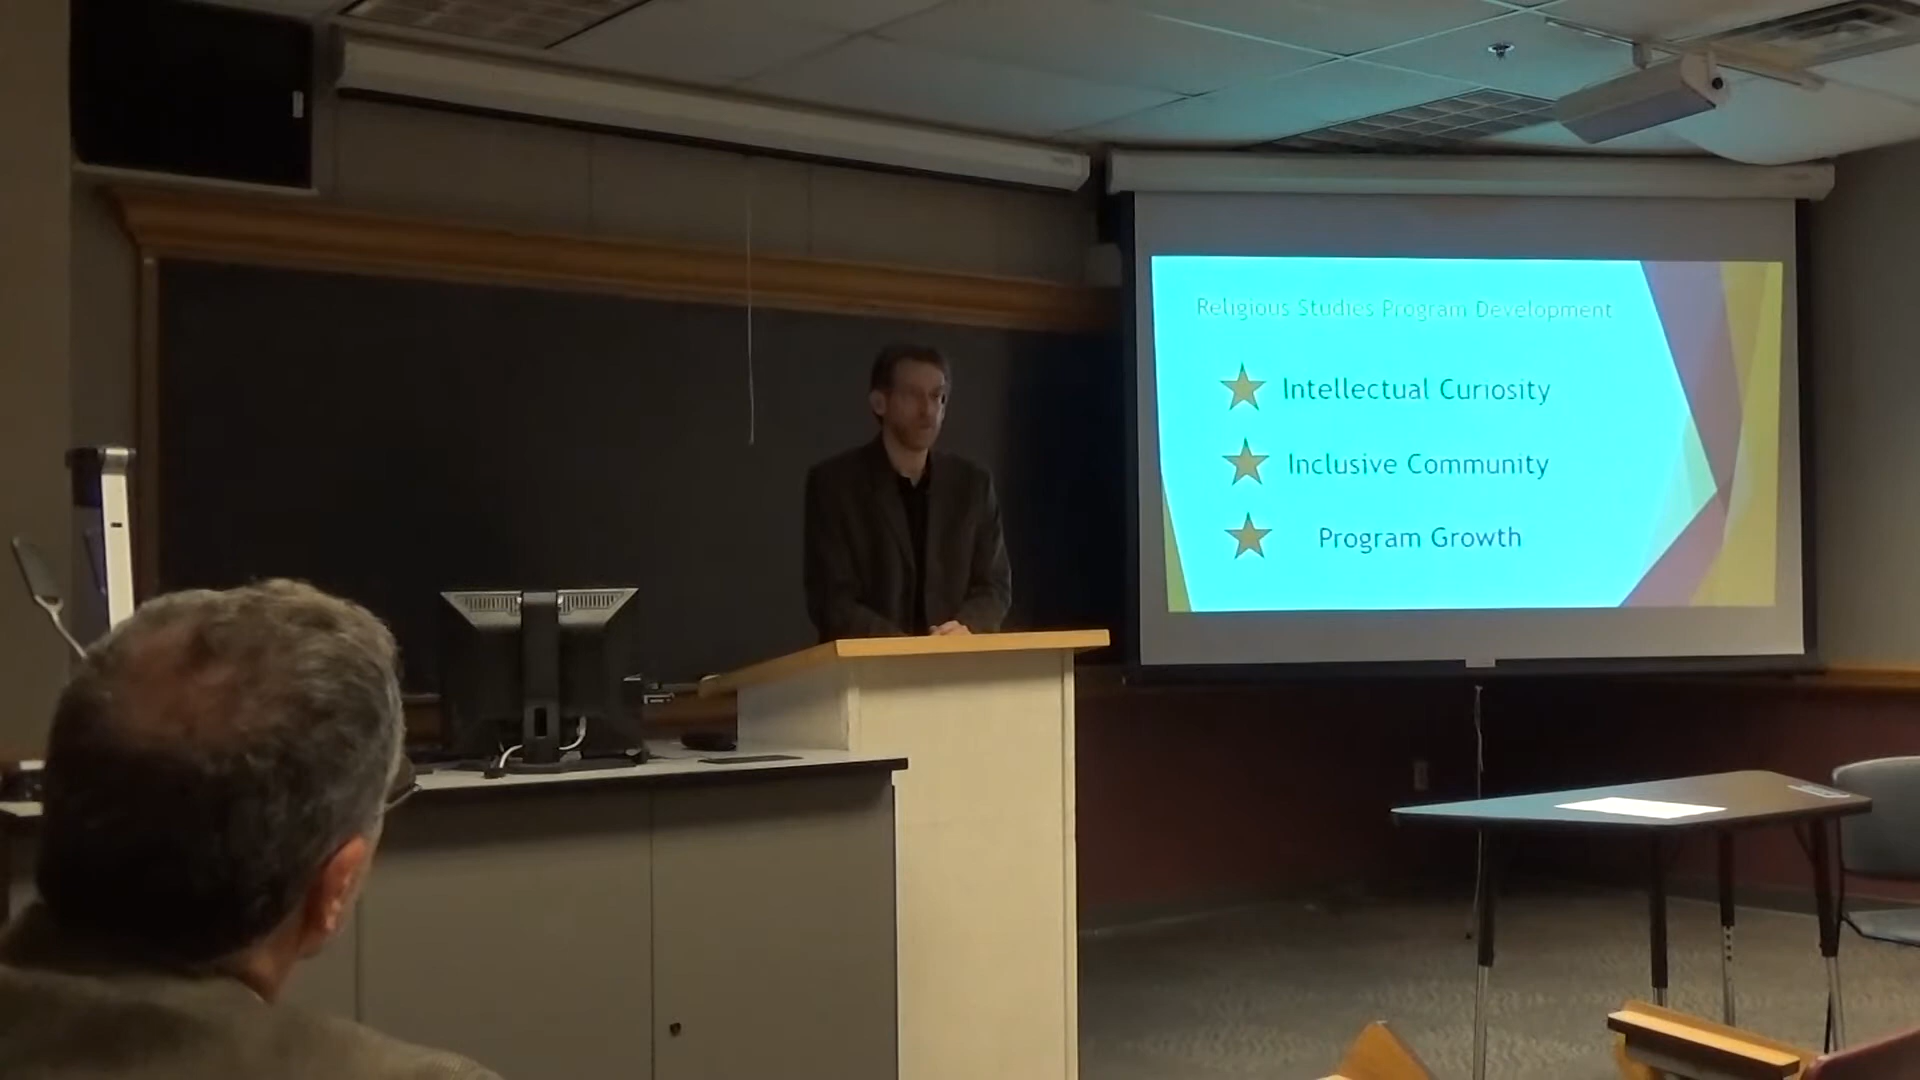 Religious Studies Program Development
Intellectual Curiosity
Inclusive Community
Program Growth